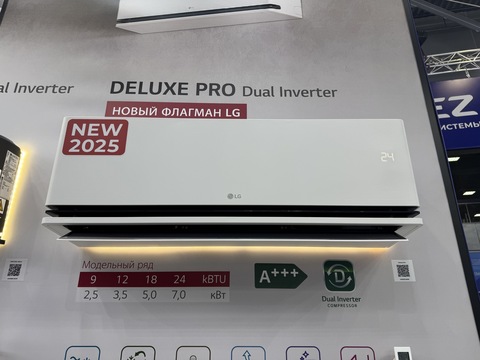 al Inverter
DELUXE PRO Dual Inverter
НОВЫЙ ФЛАГМАН LG
NEW
2025
24
LG
EZ
ИСТЕМЫ
Модельный ряд
9 12 18 24 kBTU
2,5 3,5 5,0 7,0 кВт
A+++
Dual Inverter
COMPRESSOR